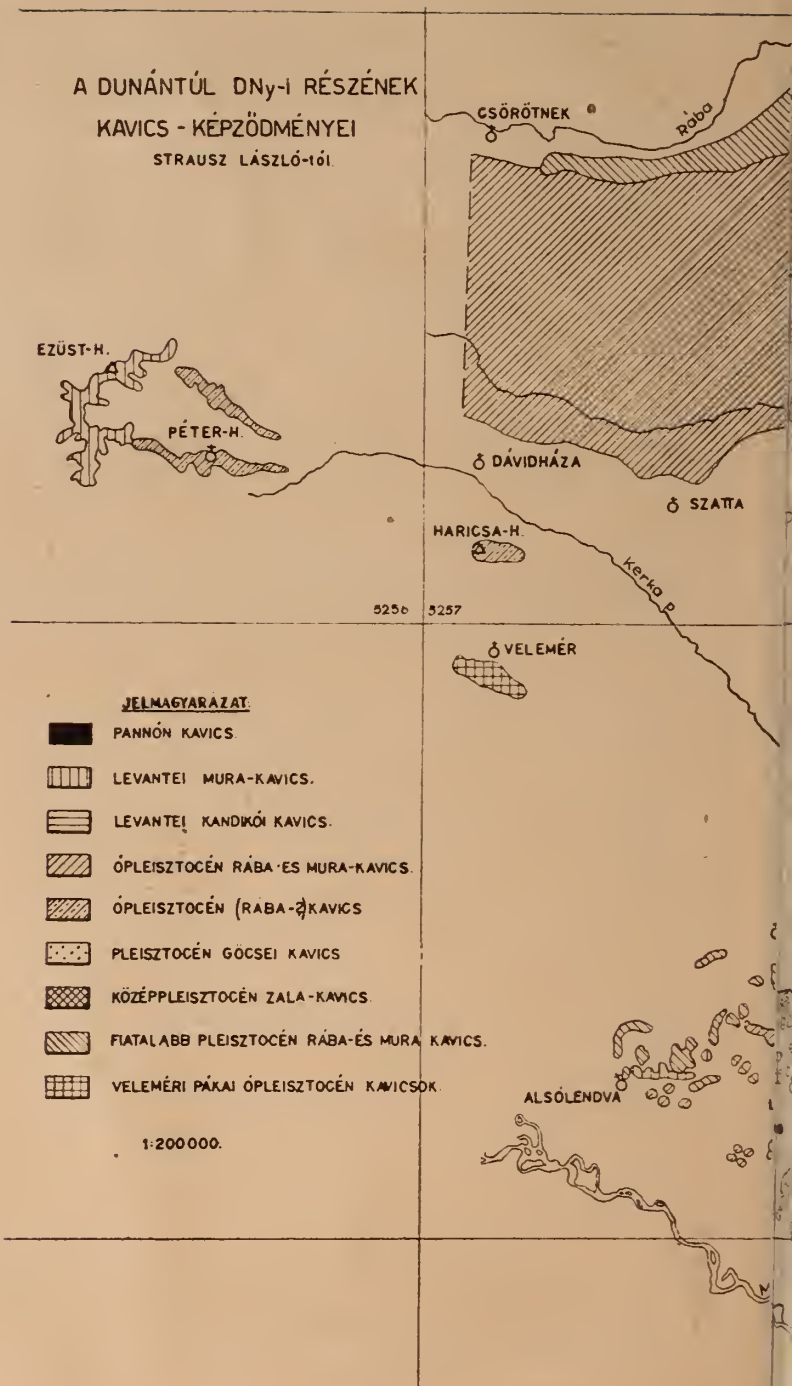 A DUNÁNTÚL DNy-i RÉSZÉNEK
KAVICS - KÉPZŐDMÉNYEI
STRAUSZ LÁSZLÓ-tól.
CSÖRÖTNEK
Rába
EZÜST-H.
PÉTER-H.
DÁVIDHÁZA
SZATTA
HARICSA-H.
Kerka p.
5256 5257
VELEMÉR
JELMAGYARÁZAT:
PANNÓN KAVICS.
LEVANTEI MURA-KAVICS.
LEVANTEI KANDIKÓI KAVICS.
ÓPLEISZTOCÉN RÁBA-ÉS MURA-KAVICS.
ÓPLEISZTOCÉN (RÁBA-?) KAVICS
PLEISZTOCÉN GÖCSEI KAVICS
KÖZÉPPLEISZTOCÉN ZALA-KAVICS.
FIATALABB PLEISZTOCÉN RÁBA-ÉS MURA KAVICS.
VELEMÉRI PÁKAI ÓPLEISZTOCÉN KAVICSOK.
ALSÓLENDVA
1:200000.